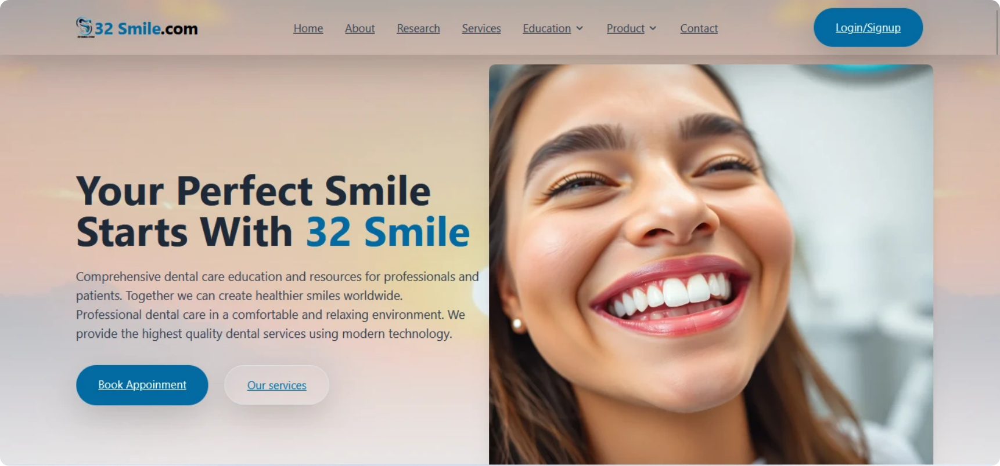 32 Smile.com
Home
About
Research
Services
Education
Product
Contact
Login/Signup
Your Perfect Smile
Starts With 32 Smile
Comprehensive dental care education and resources for professionals and
patients. Together we can create healthier smiles worldwide.
Professional dental care in a comfortable and relaxing environment. We
provide the highest quality dental services using modern technology.
Book Appoinment
Our services